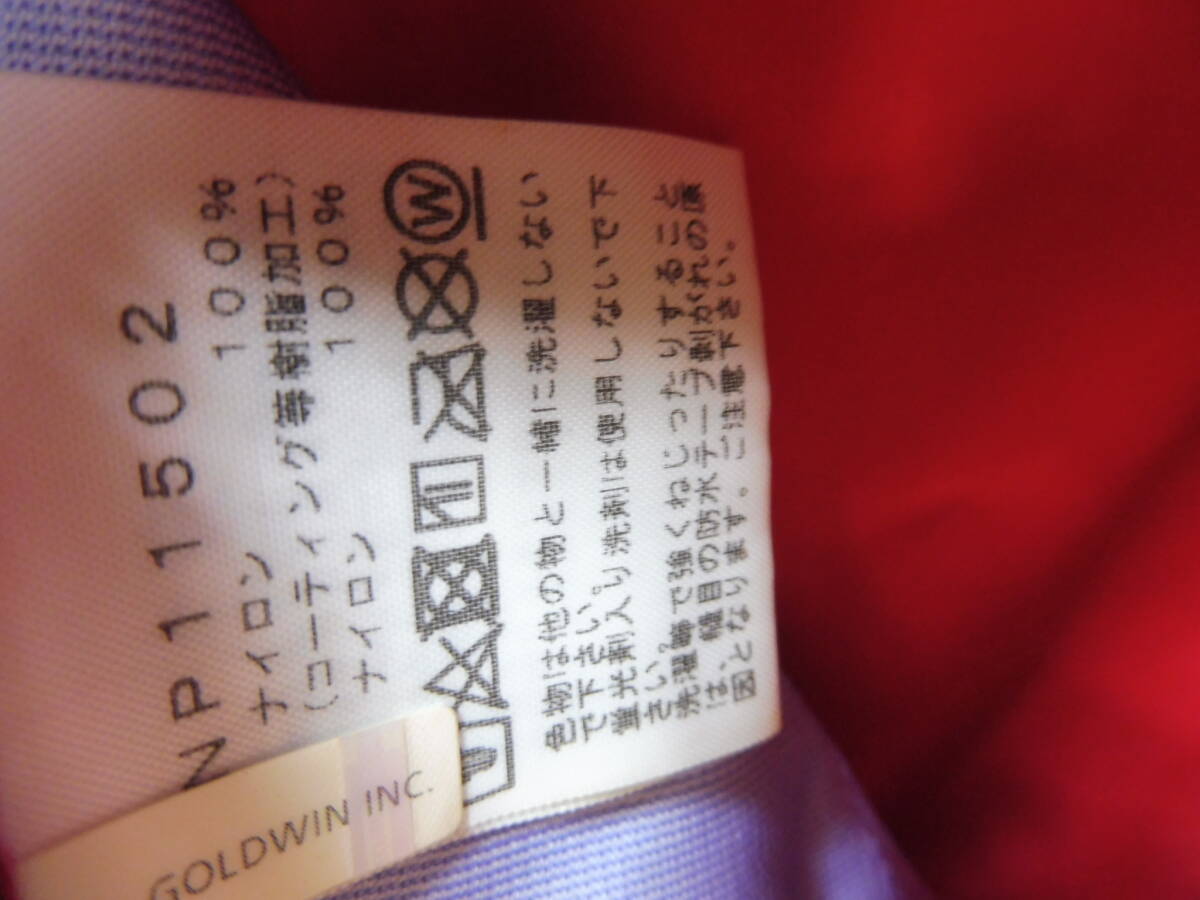 NP11502
ナイロン 100%
(コーティング等樹脂加工)
ナイロン 100%
W
色物は他の物と一緒に洗濯しない
で下さい。
蛍光剤入り洗剤は使用しないで下
さい。
洗濯等で強くねじったりすること
は、縫目の防水テープ剥がれの原
因となります。ご注意下さい。
GOLDWIN INC.